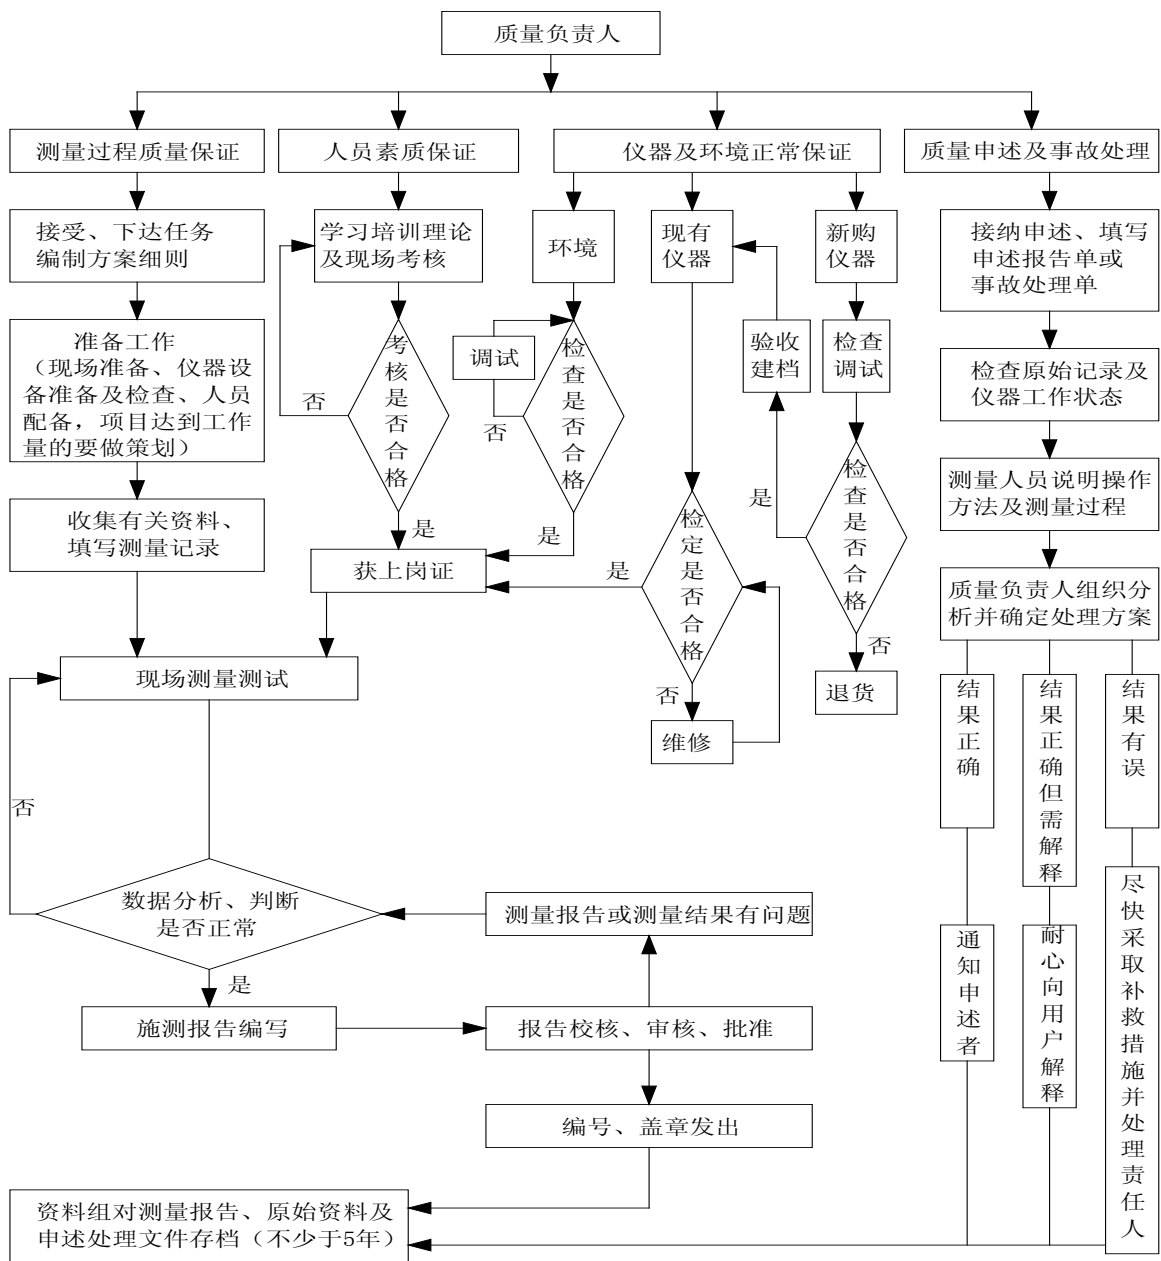 质量负责人
测量过程质量保证
人员素质保证
仪器及环境正常保证
质量申述及事故处理
接受、下达任务
编制方案细则
学习培训理论
及现场考核
环境
现有
仪器
新购
仪器
接纳申述、填写
申述报告单或
事故处理单
准备工作
（现场准备、仪器设
备准备及检查、人员
配备，项目达到工作
量的要做策划）
否
考核是否合格
调试
否
检查是否合格
验收
建档
检查
调试
检查原始记录及
仪器工作状态
收集有关资料、
填写测量记录
是
是
获上岗证
是
检定是否合格
是
检查是否合格
测量人员说明操作
方法及测量过程
质量负责人组织分
析并确定处理方案
现场测量测试
否
维修
否
退货
结果正确
结果正确但需解释
结果有误
否
数据分析、判断
是否正常
测量报告或测量结果有问题
是
施测报告编写
报告校核、审核、批准
通知申述者
耐心向用户解释
尽快采取补救措施并处理责任人
编号、盖章发出
资料组对测量报告、原始资料及
申述处理文件存档（不少于5年）